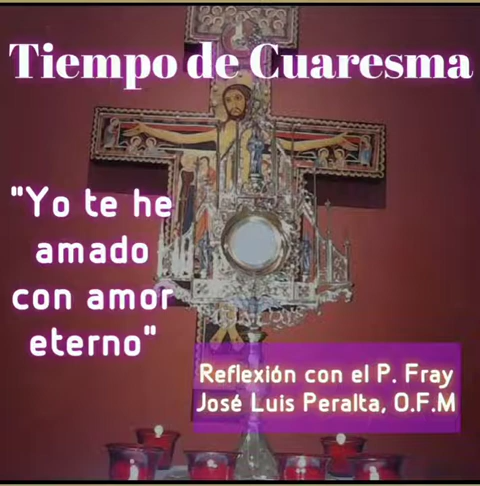 Tiempo de Cuaresma
"Yo te he
amado
con amor
eterno"
Reflexión con el P. Fray
José Luis Peralta, O.F.M